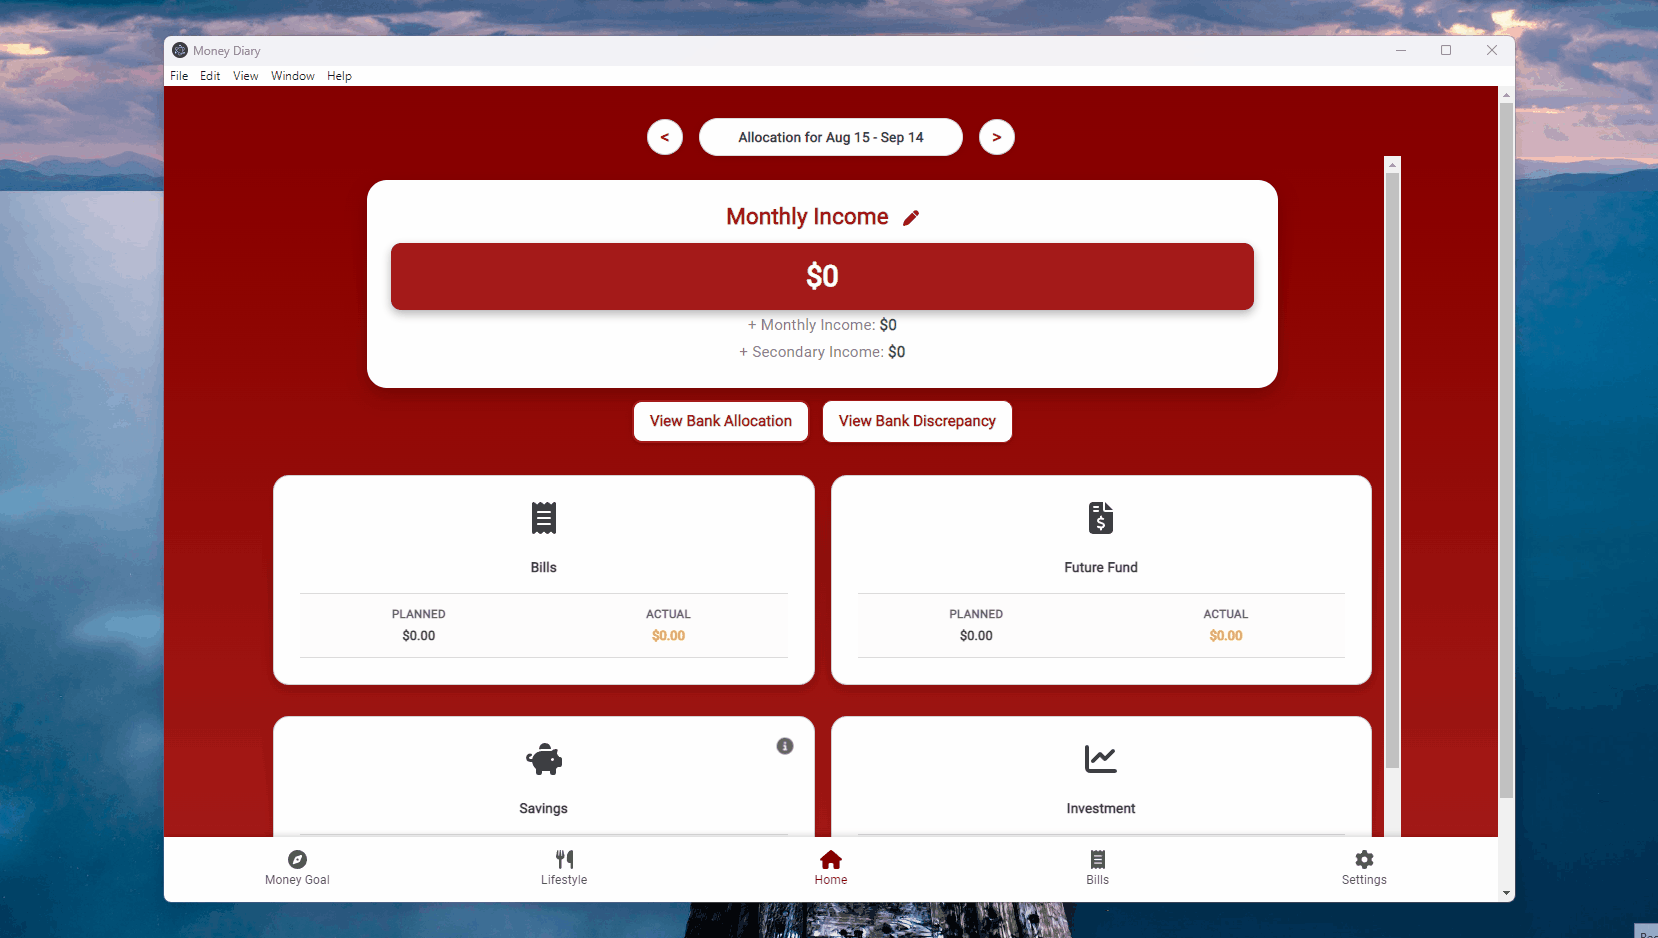 Money Diary
File Edit View Window Help
< Allocation for Aug 15 - Sep 14 >
Monthly Income
$0
+ Monthly Income: $0
+ Secondary Income: $0
View Bank Allocation View Bank Discrepancy
Bills Future Fund
PLANNED ACTUAL PLANNED ACTUAL
$0.00 $0.00 $0.00 $0.00
Savings Investment
Money Goal Lifestyle Home Bills Settings